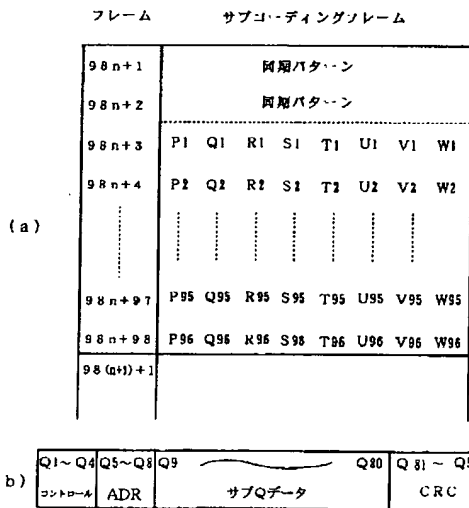 フレーム サブコーディングフレーム
98n+1 同期パターン
98n+2 同期パターン
98n+3 P1 Q1 R1 S1 T1 U1 V1 W1
98n+4 P2 Q2 R2 S2 T2 U2 V2 W2
(a)
98n+97 P95 Q95 R95 S95 T95 U95 V95 W95
98n+98 P96 Q96 R96 S96 T96 U96 V96 W96
98(n+1)+1
b)
Q1～Q4 Q5～Q8 Q9 Q80 Q81～
コントロール ADR サブQデータ CRC